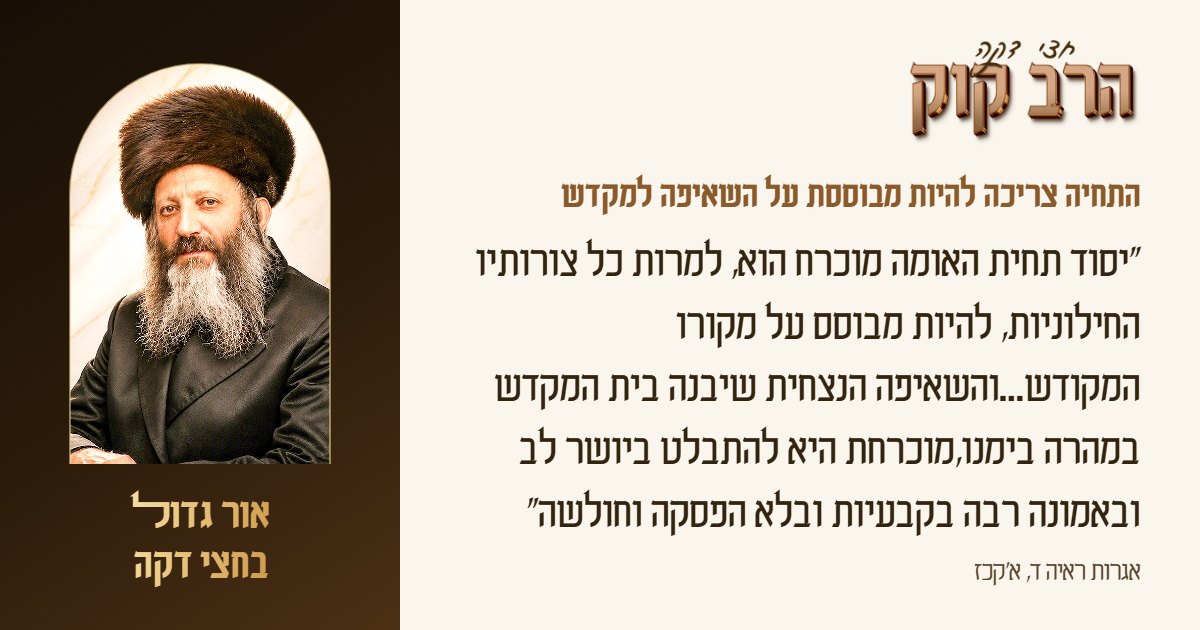 חצי דקה
הרב קוק
התחיה צריכה להיות מבוססת על השאיפה למקדש
"יסוד תחית האומה מוכרח הוא, למרות כל צורותיו
החילוניות, להיות מבוסס על מקורו
המקודש...והשאיפה הנצחית שיבנה בית המקדש
במהרה בימנו,מוכרחת היא להתבלט ביושר לב
ובאמונה רבה בקבעיות ובלא הפסקה וחולשה"
אגרות ראיה ד, א'קכז
אור גדול
בחצי דקה